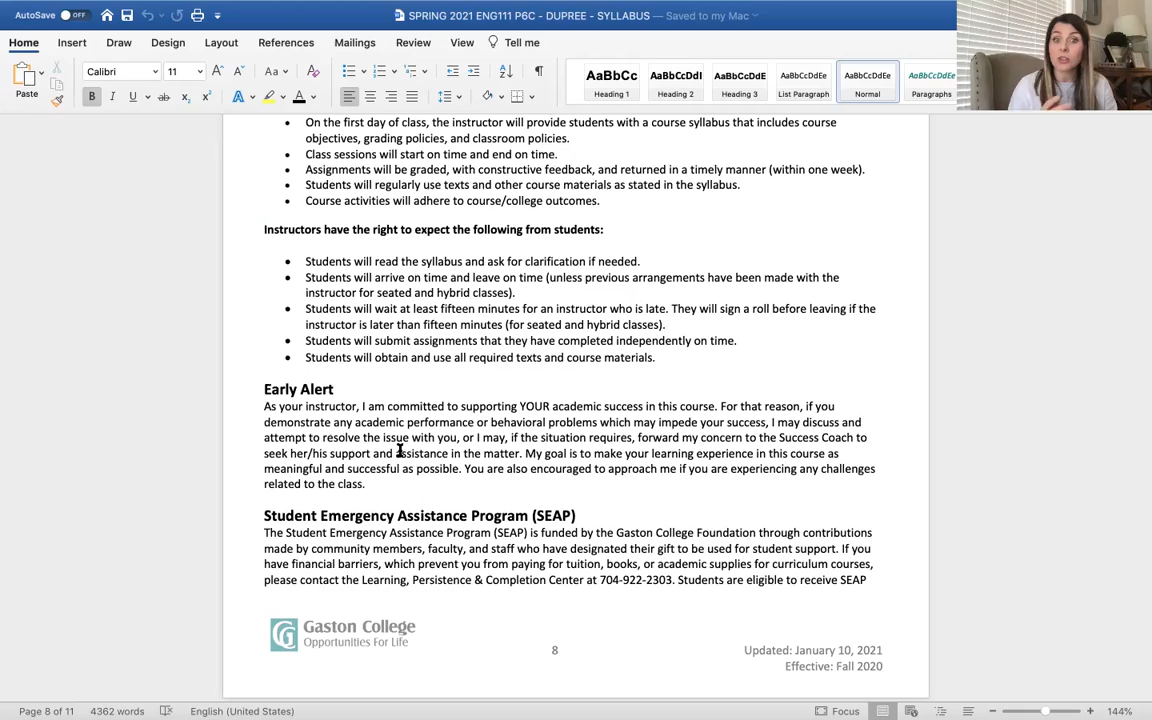 AutoSave OFF SPRING 2021 ENG111 P6C - DUPREE - SYLLABUS — Saved to my Mac
Home Insert Draw Design Layout References Mailings Review View Tell me
Paste Calibri 11 A^ A Aa A
B I U ab x₂ x² A A AaBbCc AaBbCcDdI AaBbCcDdE AaBbCcDdEe AaBbCcDdEe AaBbCcDdEe
Heading 1 Heading 2 Heading 3 List Paragraph Normal Paragraphs
• On the first day of class, the instructor will provide students with a course syllabus that includes course
objectives, grading policies, and classroom policies.
• Class sessions will start on time and end on time.
• Assignments will be graded, with constructive feedback, and returned in a timely manner (within one week).
• Students will regularly use texts and other course materials as stated in the syllabus.
• Course activities will adhere to course/college outcomes.
Instructors have the right to expect the following from students:
• Students will read the syllabus and ask for clarification if needed.
• Students will arrive on time and leave on time (unless previous arrangements have been made with the
instructor for seated and hybrid classes).
• Students will wait at least fifteen minutes for an instructor who is late. They will sign a roll before leaving if the
instructor is later than fifteen minutes (for seated and hybrid classes).
• Students will submit assignments that they have completed independently on time.
• Students will obtain and use all required texts and course materials.
Early Alert
As your instructor, I am committed to supporting YOUR academic success in this course. For that reason, if you
demonstrate any academic performance or behavioral problems which may impede your success, I may discuss and
attempt to resolve the issue with you, or I may, if the situation requires, forward my concern to the Success Coach to
seek her/his support and assistance in the matter. My goal is to make your learning experience in this course as
meaningful and successful as possible. You are also encouraged to approach me if you are experiencing any challenges
related to the class.
Student Emergency Assistance Program (SEAP)
The Student Emergency Assistance Program (SEAP) is funded by the Gaston College Foundation through contributions
made by community members, faculty, and staff who have designated their gift to be used for student support. If you
have financial barriers, which prevent you from paying for tuition, books, or academic supplies for curriculum courses,
please contact the Learning, Persistence & Completion Center at 704-922-2303. Students are eligible to receive SEAP
GC Gaston College
Opportunities For Life
8
Updated: January 10, 2021
Effective: Fall 2020
Page 8 of 11 4362 words English (United States) Focus 144%